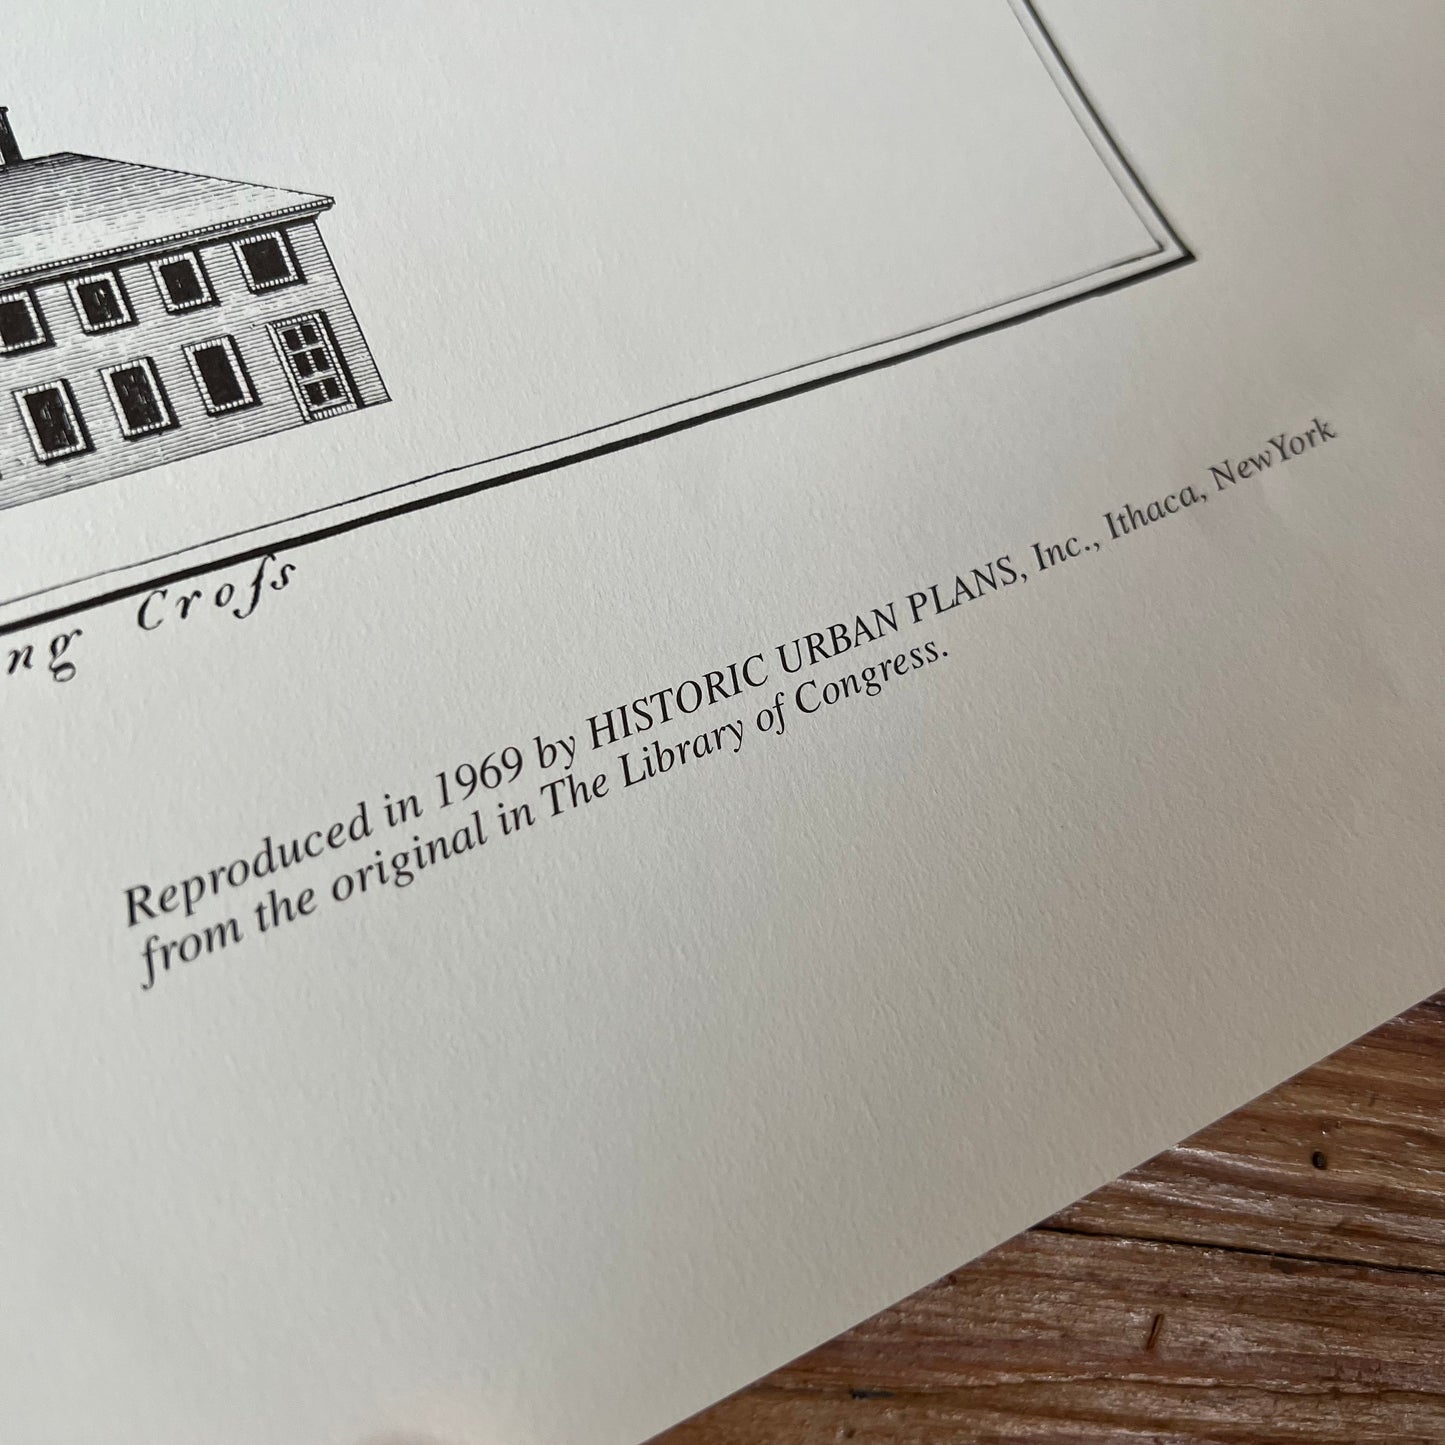 ng Croſs
Reproduced in 1969 by HISTORIC URBAN PLANS, Inc., Ithaca, NewYork
from the original in The Library of Congress.